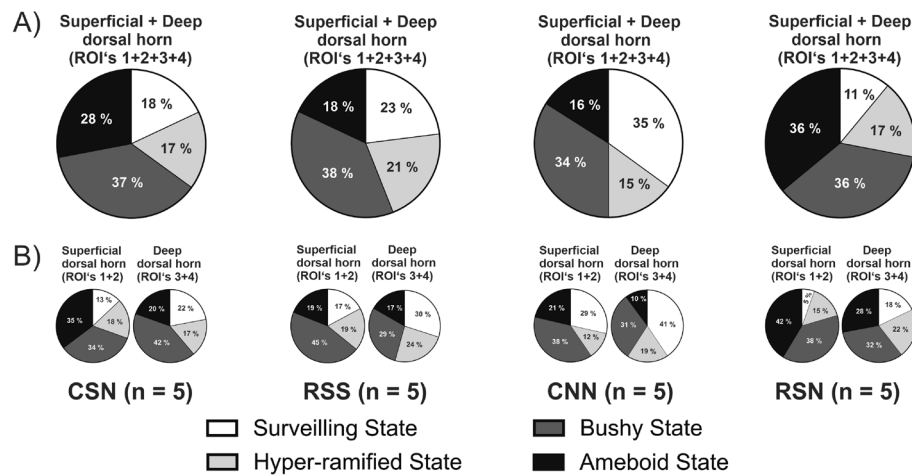 A)
Superficial + Deep
dorsal horn
(ROI's 1+2+3+4)
18 %
17 %
37 %
28 %
Superficial + Deep
dorsal horn
(ROI's 1+2+3+4)
23 %
21 %
38 %
18 %
Superficial + Deep
dorsal horn
(ROI's 1+2+3+4)
35 %
15 %
34 %
16 %
Superficial + Deep
dorsal horn
(ROI's 1+2+3+4)
11 %
17 %
36 %
36 %
B)
Superficial
dorsal horn
(ROI's 1+2)
13 %
18 %
34 %
35 %
Deep
dorsal horn
(ROI's 3+4)
22 %
17 %
42 %
20 %
CSN (n = 5)
Superficial
dorsal horn
(ROI's 1+2)
17 %
19 %
45 %
19 %
Deep
dorsal horn
(ROI's 3+4)
30 %
24 %
29 %
17 %
RSS (n = 5)
Superficial
dorsal horn
(ROI's 1+2)
29 %
12 %
38 %
21 %
Deep
dorsal horn
(ROI's 3+4)
41 %
19 %
31 %
10 %
CNN (n = 5)
Superficial
dorsal horn
(ROI's 1+2)
5 %
15 %
38 %
42 %
Deep
dorsal horn
(ROI's 3+4)
18 %
22 %
32 %
28 %
RSN (n = 5)
Surveilling State
Bushy State
Hyper-ramified State
Ameboid State